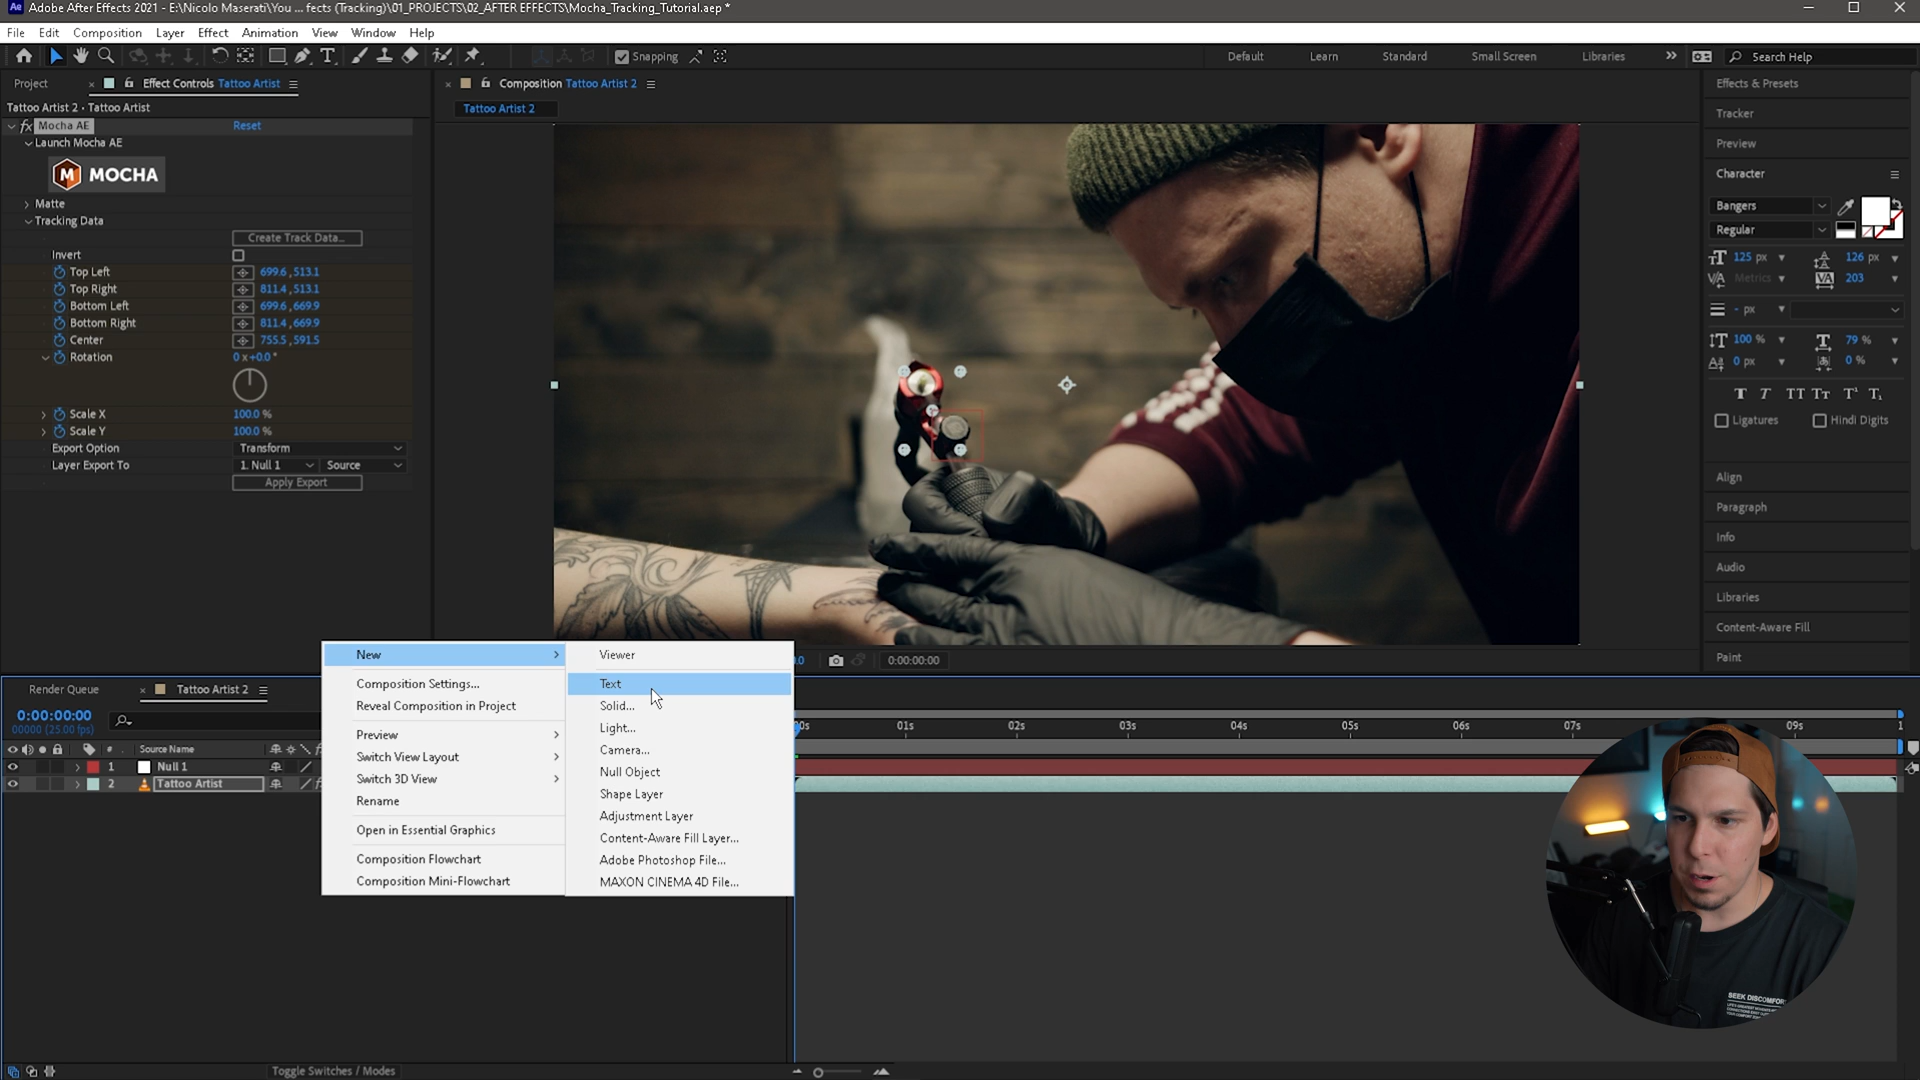 Adobe After Effects 2021 - E:\Nicolo Maserati\You ... fects (Tracking)\01_PROJECTS\02_AFTER EFFECTS\Mocha_Tracking_Tutorial.aep *
File Edit Composition Layer Effect Animation View Window Help
Snapping Default Learn Standard Small Screen Libraries Search Help
Project Effect Controls Tattoo Artist Composition Tattoo Artist 2 Effects & Presets
Tattoo Artist 2 • Tattoo Artist Tattoo Artist 2
Tracker
fx Mocha AE Reset
Launch Mocha AE Preview
MOCHA Character
Matte Bangers
Tracking Data Regular
Create Track Data...
Invert 125 px 126 px
Top Left 699.6,513.1 Metrics 203
Top Right 811.4,513.1
Bottom Left 699.6,669.9 - px
Bottom Right 811.4,669.9
Center 755.5,591.5 100 % 79 %
Rotation 0 x+0.0° 0 px 0 %
Scale X 100.0 %
Scale Y 100.0 % Ligatures Hindi Digits
Export Option Transform
Layer Export To 1. Null 1 Source Align
Apply Export
Paragraph
Info
Audio
Libraries
Content-Aware Fill
New Viewer 0:00:00:00 Paint
Composition Settings... Text
Reveal Composition in Project Solid...
Preview Light...
Switch View Layout Camera...
Switch 3D View Null Object
Rename Shape Layer
Open in Essential Graphics Adjustment Layer
Composition Flowchart Content-Aware Fill Layer...
Composition Mini-Flowchart Adobe Photoshop File...
MAXON CINEMA 4D File...
Render Queue Tattoo Artist 2
0:00:00:00
00000 (25.00 fps)
01s 02s 03s 04s 05s 06s 07s 09s
# Source Name
1 Null 1
2 Tattoo Artist
SEEK DISCOMFORT
Toggle Switches / Modes